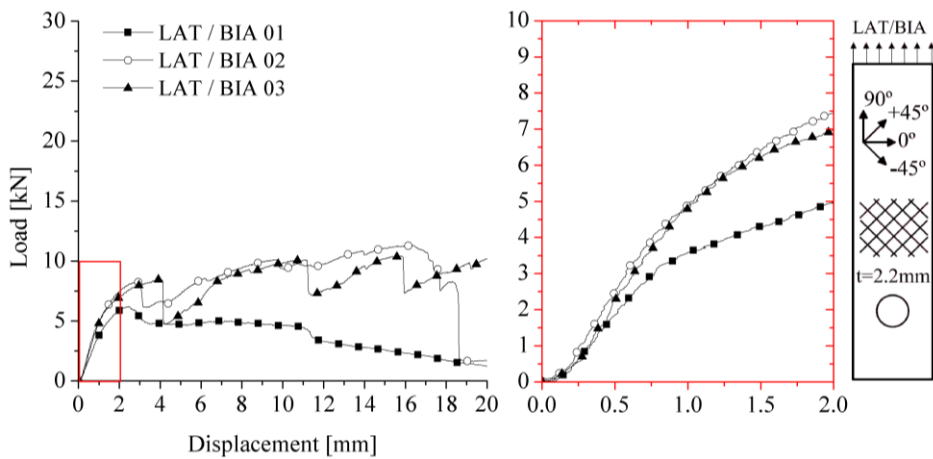 LAT / BIA 01
LAT / BIA 02
LAT / BIA 03
Load [kN]
30
25
20
15
10
5
0
0 2 4 6 8 10 12 14 16 18 20
Displacement [mm]
10
9
8
7
6
5
4
3
2
1
0
0.0 0.5 1.0 1.5 2.0
LAT/BIA
90º
+45º
0º
-45º
t=2.2mm